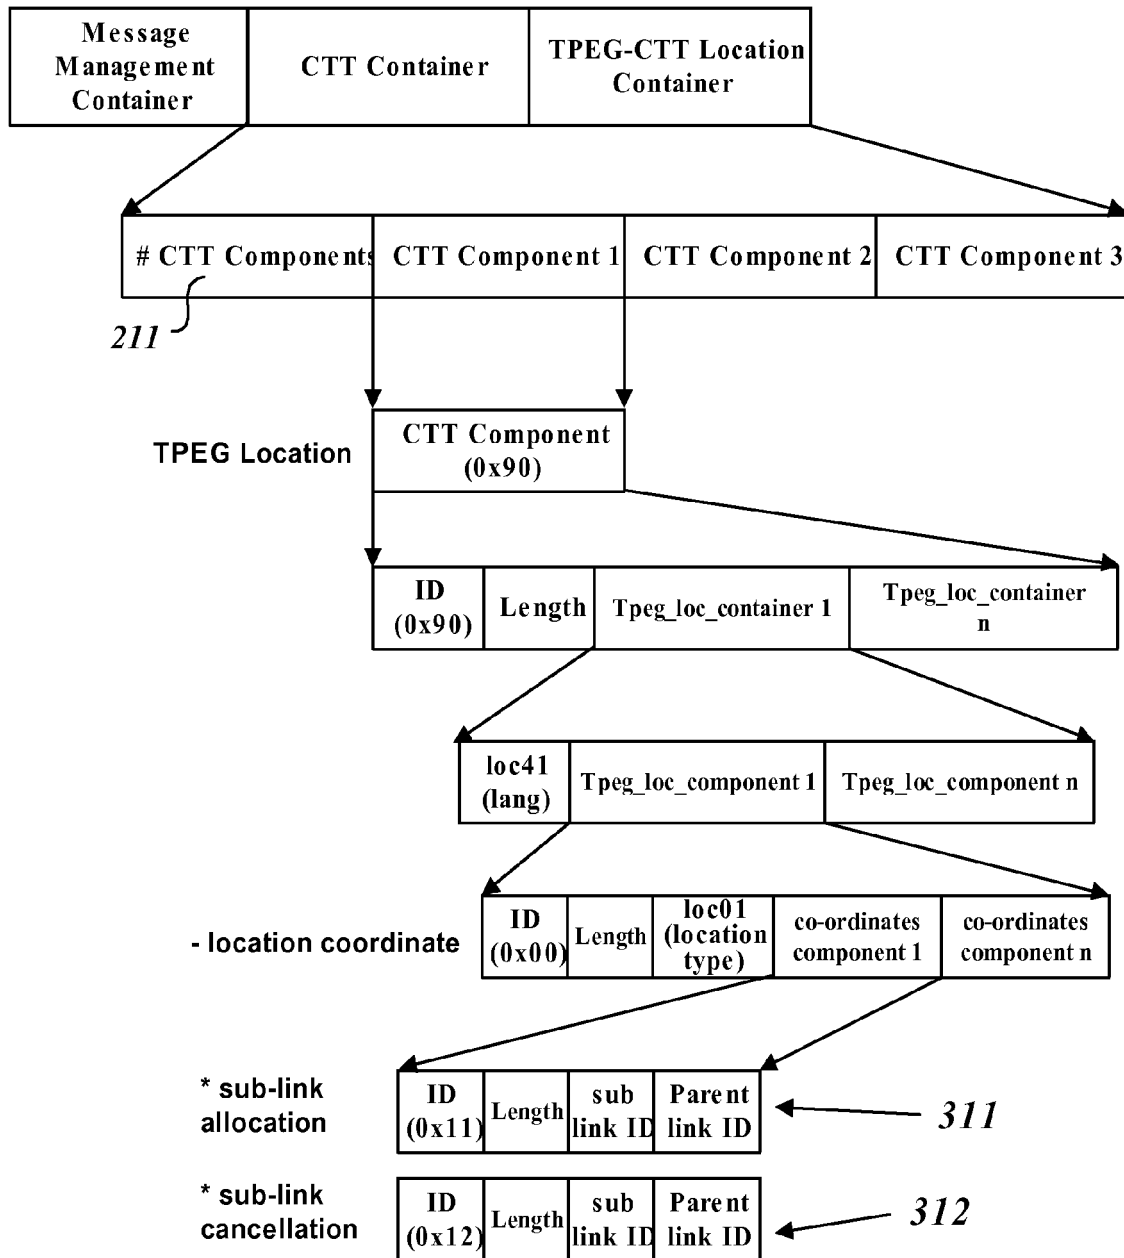 Message
Management
Container
CTT Container
TPEG-CTT Location
Container
# CTT Components
CTT Component 1
CTT Component 2
CTT Component 3
211
TPEG Location
CTT Component
(0x90)
ID
(0x90)
Length
Tpeg_loc_container 1
Tpeg_loc_container
n
loc41
(lang)
Tpeg_loc_component 1
Tpeg_loc_component n
- location coordinate
ID
(0x00)
Length
loc01
(location
type)
co-ordinates
component 1
co-ordinates
component n
* sub-link
allocation
ID
(0x11)
Length
sub
link ID
Parent
link ID
311
* sub-link
cancellation
ID
(0x12)
Length
sub
link ID
Parent
link ID
312